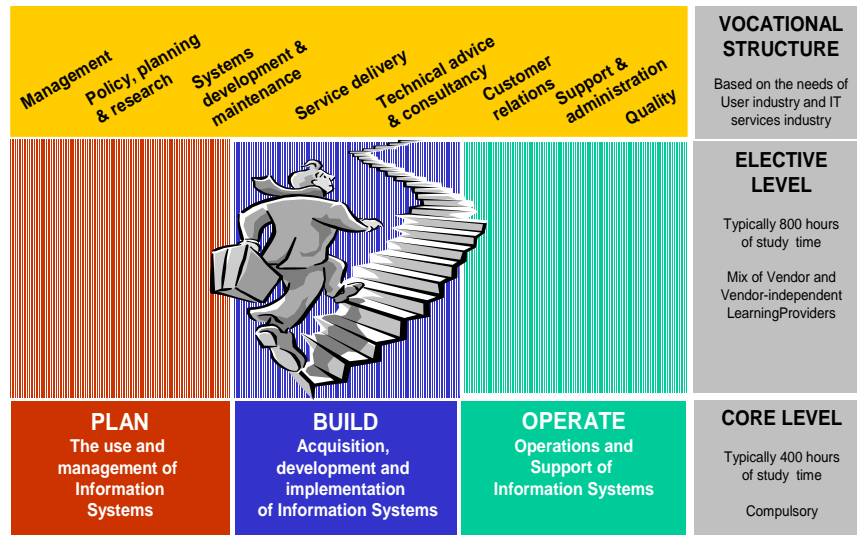 Management
Policy, planning
& research
Systems
development &
maintenance
Service delivery
Technical advice
& consultancy
Customer
relations
Support &
administration
Quality
VOCATIONAL
STRUCTURE
Based on the needs of
User industry and IT
services industry
ELECTIVE
LEVEL
Typically 800 hours
of study time
Mix of Vendor and
Vendor-independent
LearningProviders
PLAN
The use and
management of
Information
Systems
BUILD
Acquisition,
development and
implementation
of Information Systems
OPERATE
Operations and
Support of
Information Systems
CORE LEVEL
Typically 400 hours
of study time
Compulsory